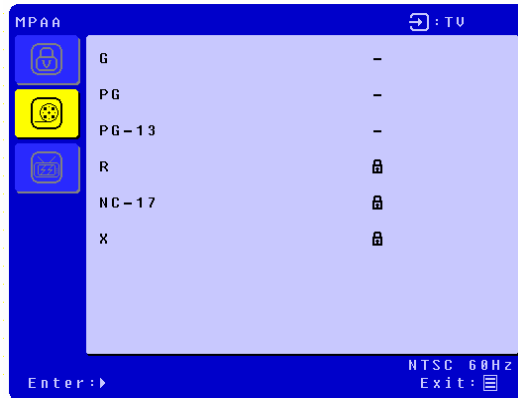 MPAA :TV
G –
PG –
PG-13 –
R
NC-17
X
NTSC 60Hz
Enter: Exit: